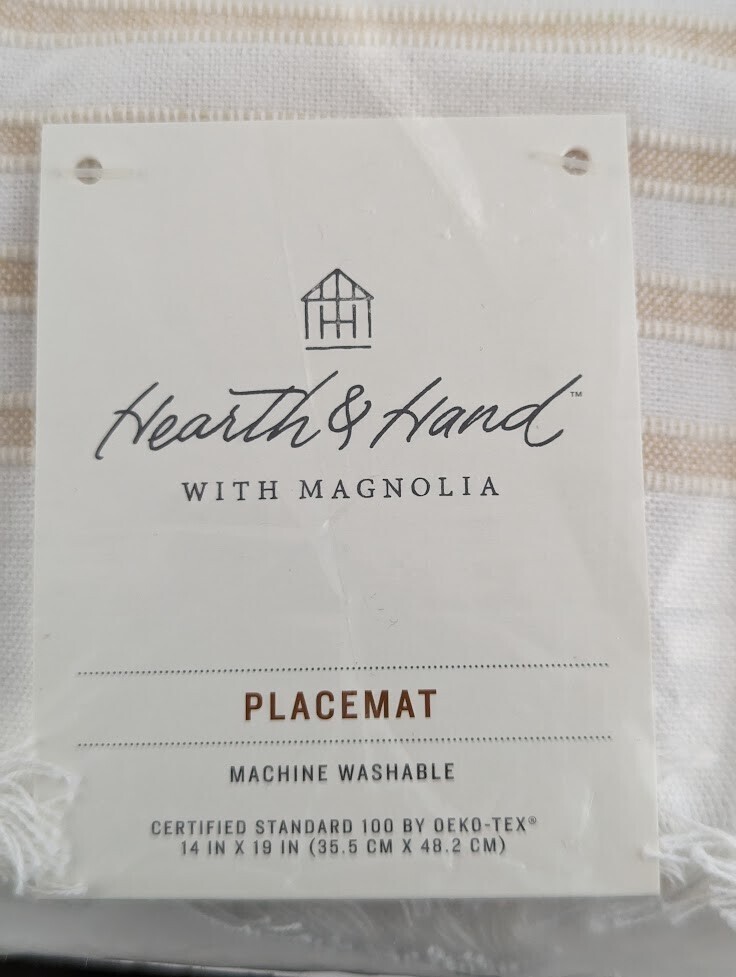 Hearth & Hand™
WITH MAGNOLIA
PLACEMAT
MACHINE WASHABLE
CERTIFIED STANDARD 100 BY OEKO-TEX®
14 IN X 19 IN (35.5 CM X 48.2 CM)